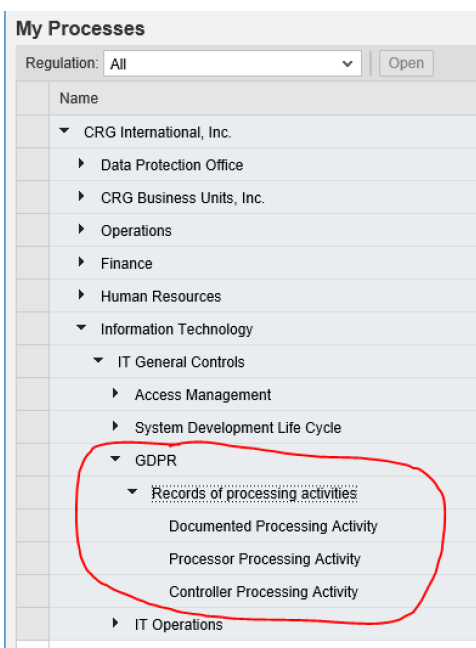 My Processes
Regulation: All Open
Name
CRG International, Inc.
Data Protection Office
CRG Business Units, Inc.
Operations
Finance
Human Resources
Information Technology
IT General Controls
Access Management
System Development Life Cycle
GDPR
Records of processing activities
Documented Processing Activity
Processor Processing Activity
Controller Processing Activity
IT Operations